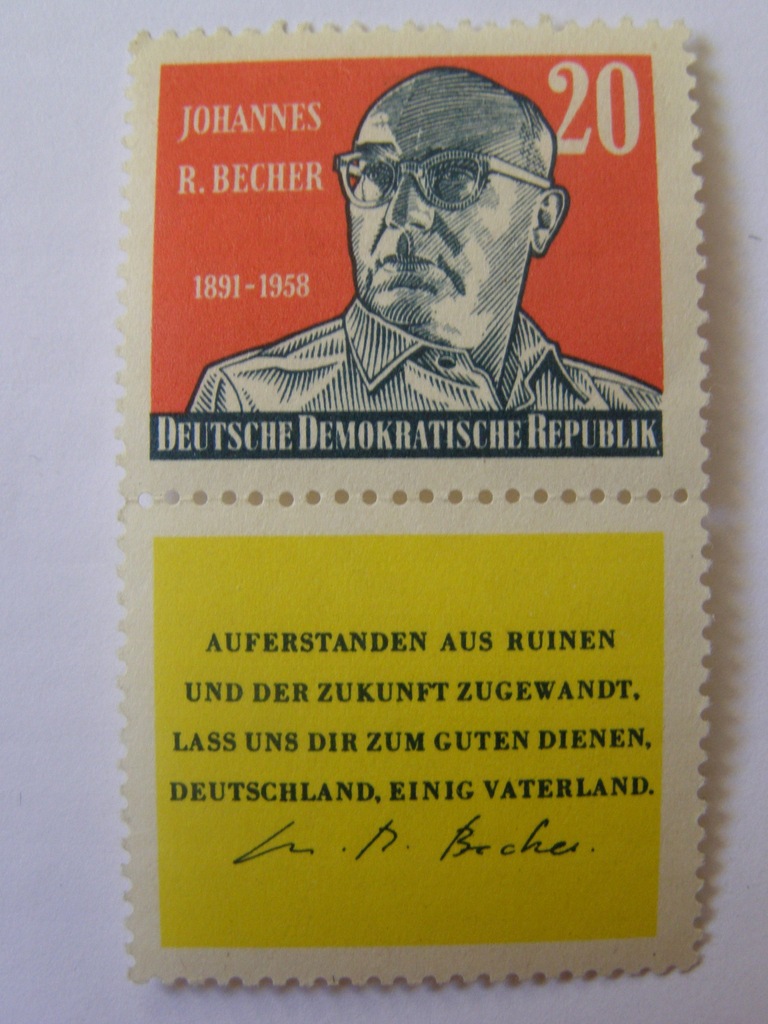 JOHANNES
R. BECHER
20
1891-1958
DEUTSCHE DEMOKRATISCHE REPUBLIK
AUFERSTANDEN AUS RUINEN
UND DER ZUKUNFT ZUGEWANDT,
LASS UNS DIR ZUM GUTEN DIENEN,
DEUTSCHLAND, EINIG VATERLAND.
Becher.